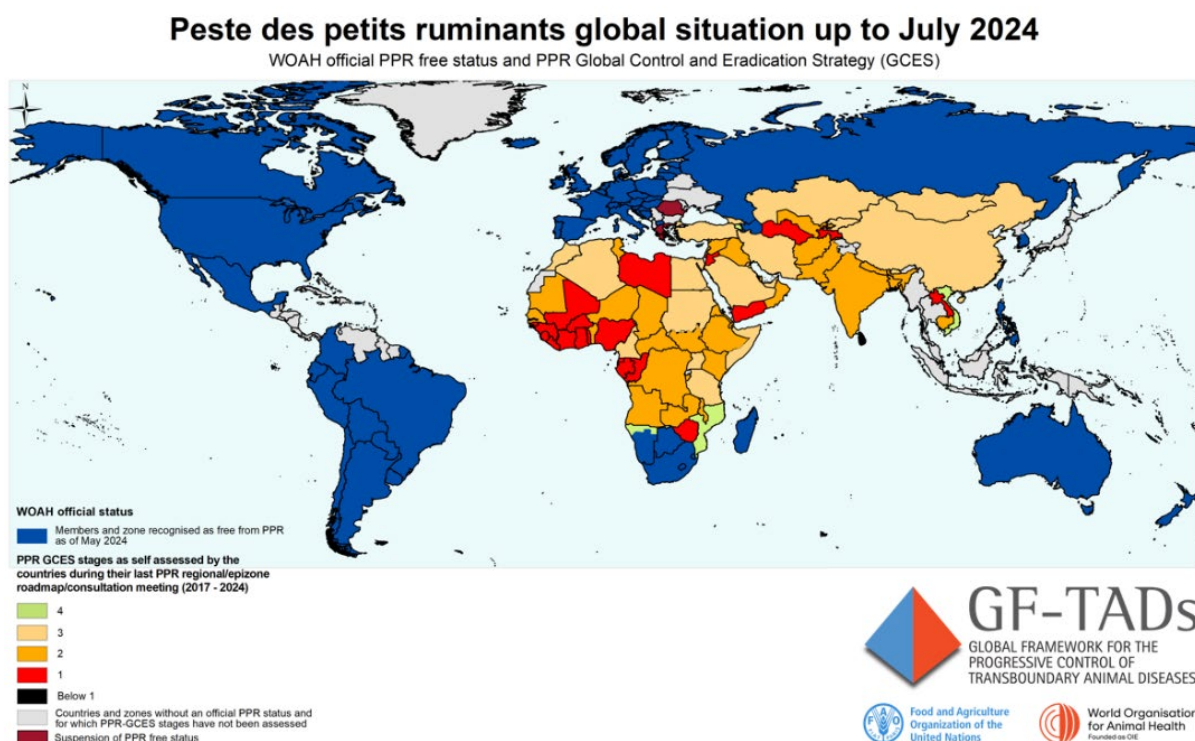 Peste des petits ruminants global situation up to July 2024
WOAH official PPR free status and PPR Global Control and Eradication Strategy (GCES)
N
WOAH official status
Members and zone recognised as free from PPR
as of May 2024
PPR GCES stages as self assessed by the
countries during their last PPR regional/epizone
roadmap/consultation meeting (2017 - 2024)
4
3
2
1
Below 1
Countries and zones without an official PPR status and
for which PPR-GCES stages have not been assessed
Suspension of PPR free status
GF-TADs
GLOBAL FRAMEWORK FOR THE
PROGRESSIVE CONTROL OF
TRANSBOUNDARY ANIMAL DISEASES
FAO
Food and Agriculture
Organization of the
United Nations
World Organisation
for Animal Health
Founded as OIE